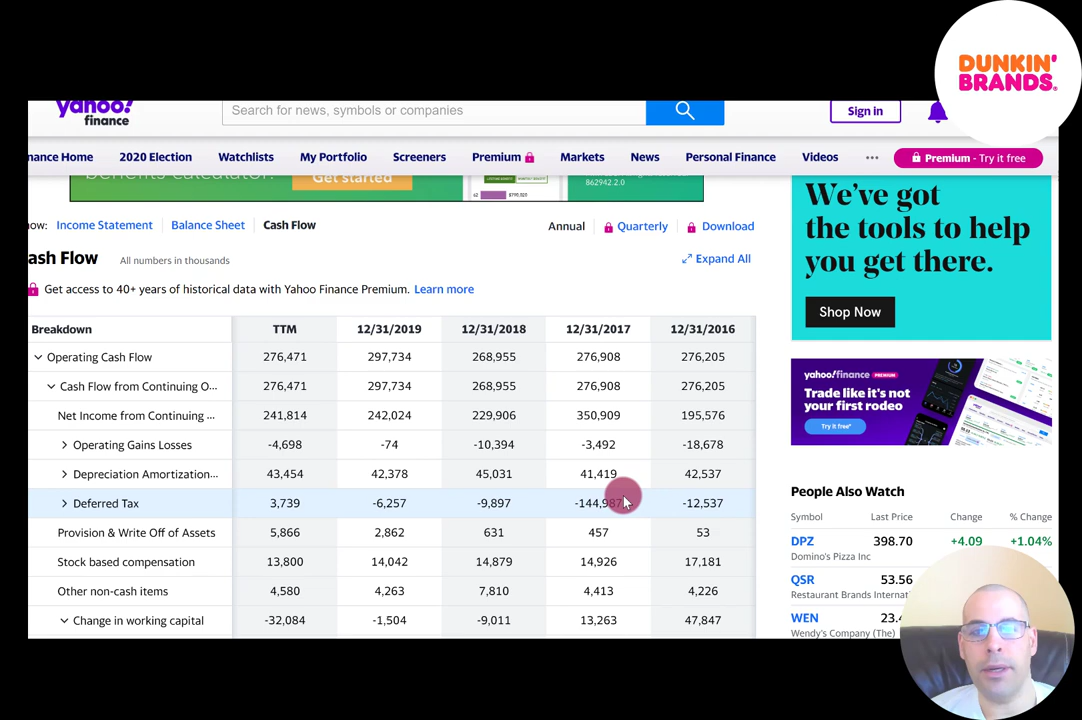 DUNKIN'
BRANDS
yahoo!
finance
Search for news, symbols or companies
Sign in
nance Home 2020 Election Watchlists My Portfolio Screeners Premium Markets News Personal Finance Videos ... Premium - Try it free
benefits calculator. Get started
862942.2.0
We've got
the tools to help
you get there.
Shop Now
ow: Income Statement Balance Sheet Cash Flow Annual Quarterly Download
ash Flow All numbers in thousands Expand All
Get access to 40+ years of historical data with Yahoo Finance Premium. Learn more
Breakdown TTM 12/31/2019 12/31/2018 12/31/2017 12/31/2016
Operating Cash Flow 276,471 297,734 268,955 276,908 276,205
Cash Flow from Continuing O... 276,471 297,734 268,955 276,908 276,205
Net Income from Continuing ... 241,814 242,024 229,906 350,909 195,576
Operating Gains Losses -4,698 -74 -10,394 -3,492 -18,678
Depreciation Amortization... 43,454 42,378 45,031 41,419 42,537
Deferred Tax 3,739 -6,257 -9,897 -144,987 -12,537
Provision & Write Off of Assets 5,866 2,862 631 457 53
Stock based compensation 13,800 14,042 14,879 14,926 17,181
Other non-cash items 4,580 4,263 7,810 4,413 4,226
Change in working capital -32,084 -1,504 -9,011 13,263 47,847
yahoo!finance PREMIUM
Trade like it's not
your first rodeo
Try it free*
People Also Watch
Symbol Last Price Change % Change
DPZ 398.70 +4.09 +1.04%
Domino's Pizza Inc
QSR 53.56
Restaurant Brands Internat
WEN 23.4
Wendy's Company (The)